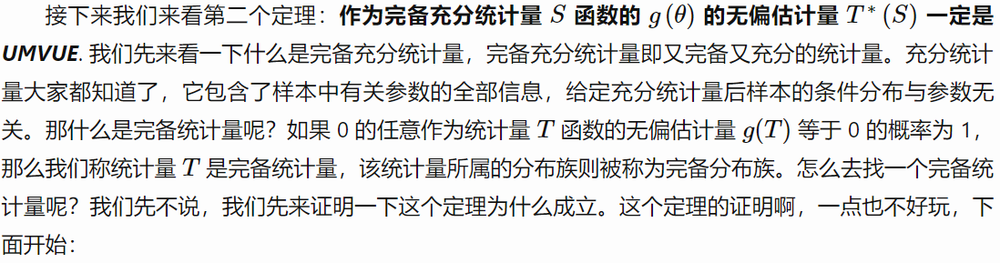 接下来我们来看第二个定理：作为完备充分统计量 S 函数的 g(θ) 的无偏估计量 T*(S) 一定是
UMVUE. 我们先来看一下什么是完备充分统计量，完备充分统计量即又完备又充分的统计量。充分统计
量大家都知道了，它包含了样本中有关参数的全部信息，给定充分统计量后样本的条件分布与参数无
关。那什么是完备统计量呢？如果 0 的任意作为统计量 T 函数的无偏估计量 g(T) 等于 0 的概率为 1，
那么我们称统计量 T 是完备统计量，该统计量所属的分布族则被称为完备分布族。怎么去找一个完备统
计量呢？我们先不说，我们先来证明一下这个定理为什么成立。这个定理的证明啊，一点也不好玩，下
面开始：